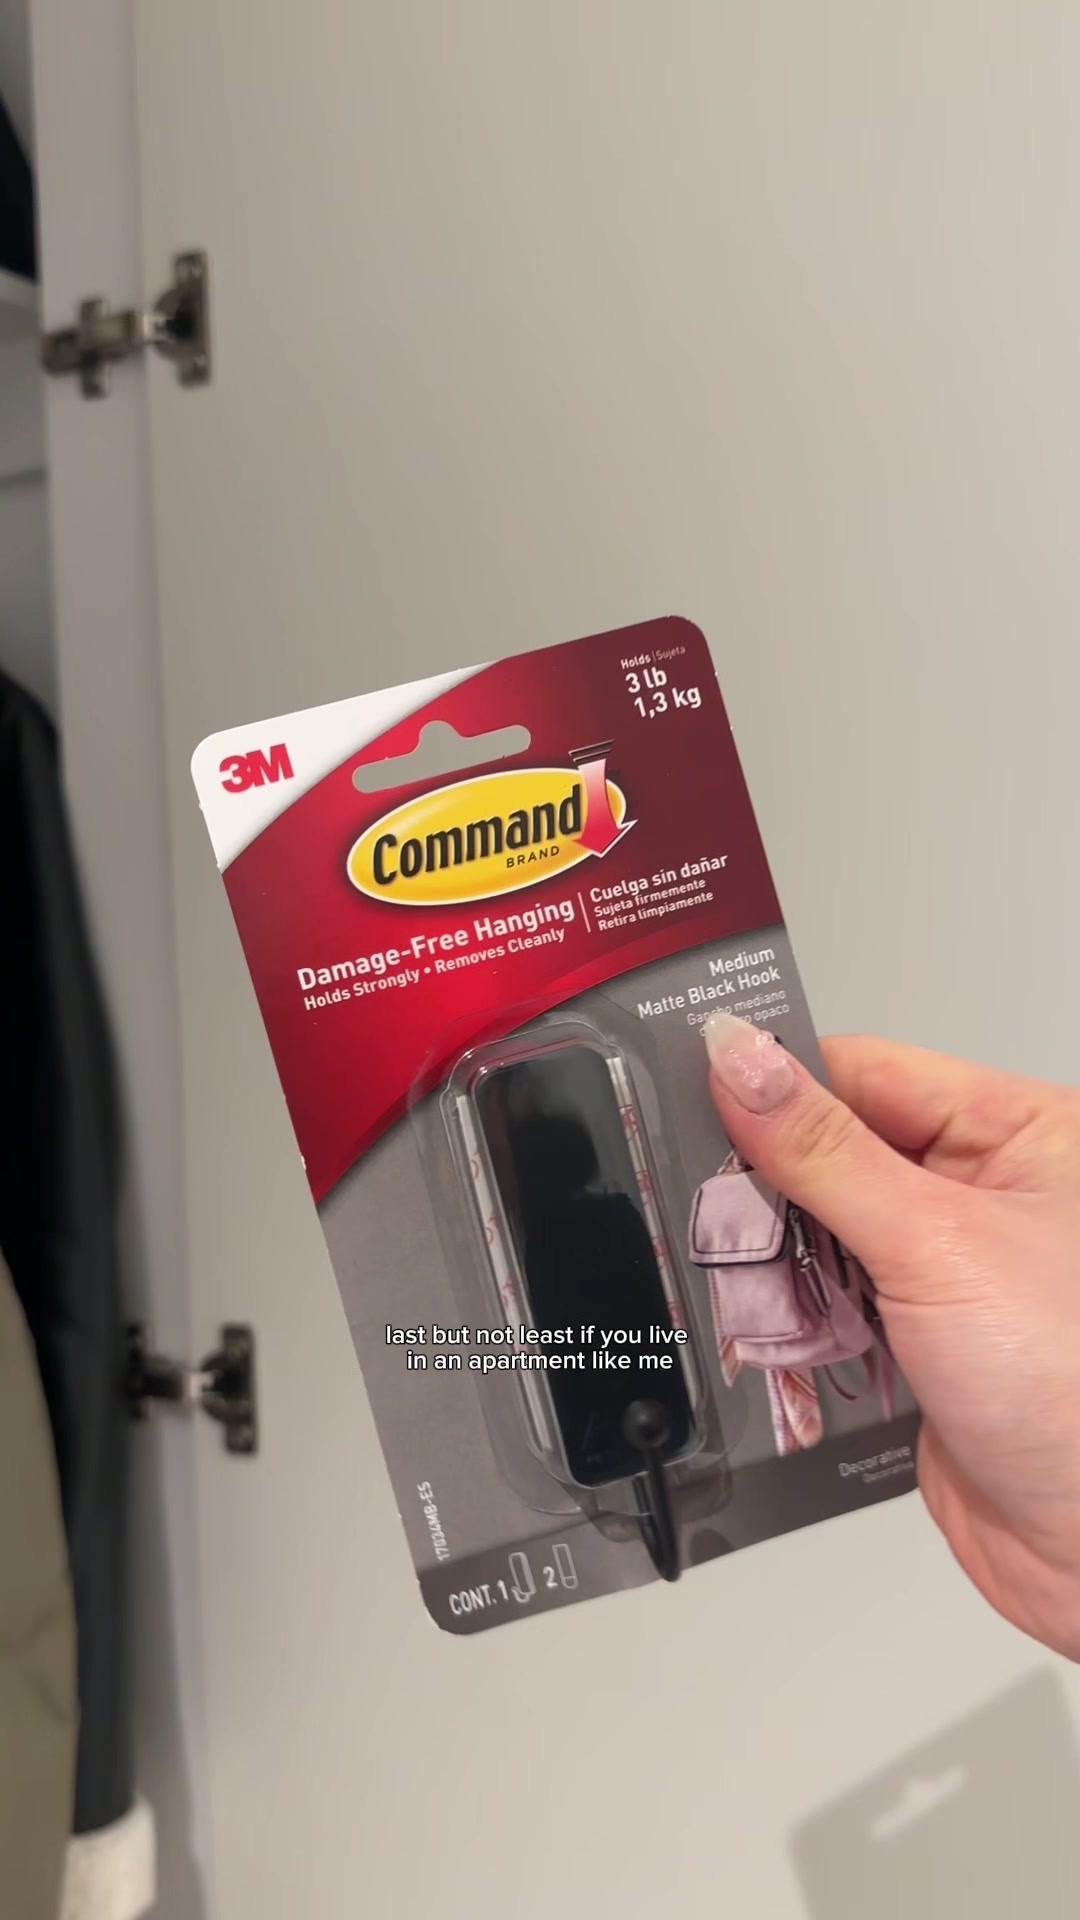 Holds | Sujeta
3 lb
1,3 kg
3M
Command
BRAND
Damage-Free Hanging
Holds Strongly • Removes Cleanly
Cuelga sin dañar
Sujeta firmemente
Retira limpiamente
Medium
Matte Black Hook
mediano
opaco
last but not least if you live
in an apartment like me
Decorative
17034MB-ES
CONT. 1 2